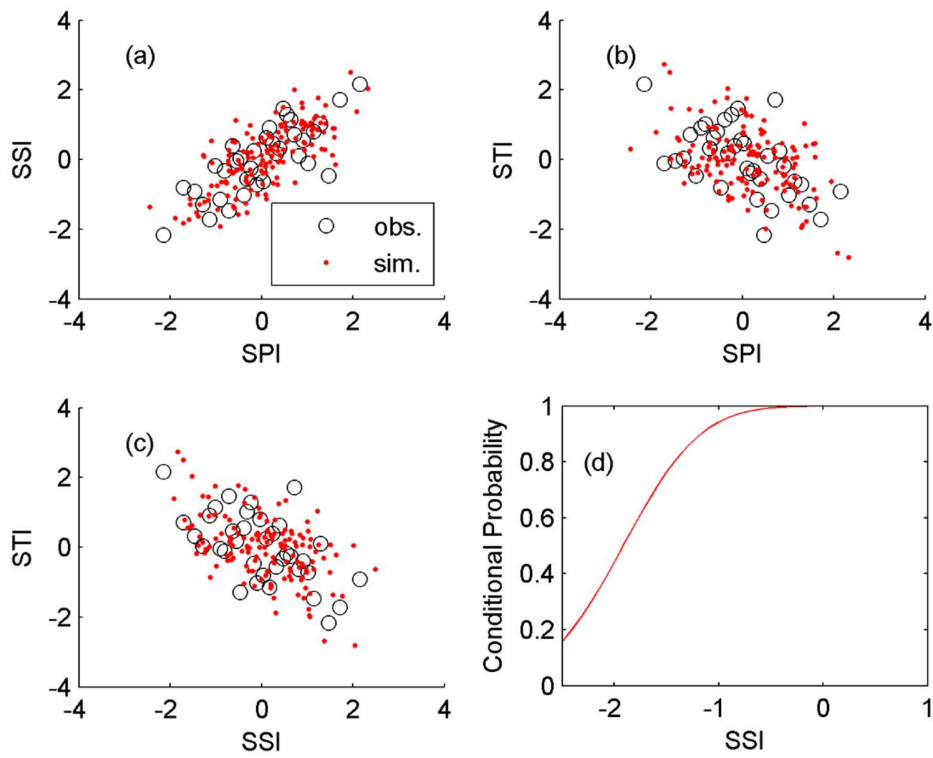 4
(a)
2
SSI
0
-2
obs.
sim.
-4
-4 -2 0 2 4
SPI
4
(b)
2
STI
0
-2
-4
-4 -2 0 2 4
SPI
4
(c)
2
STI
0
-2
-4
-4 -2 0 2 4
SSI
1
(d)
0.8
Conditional Probability
0.6
0.4
0.2
0
-2 -1 0 1
SSI